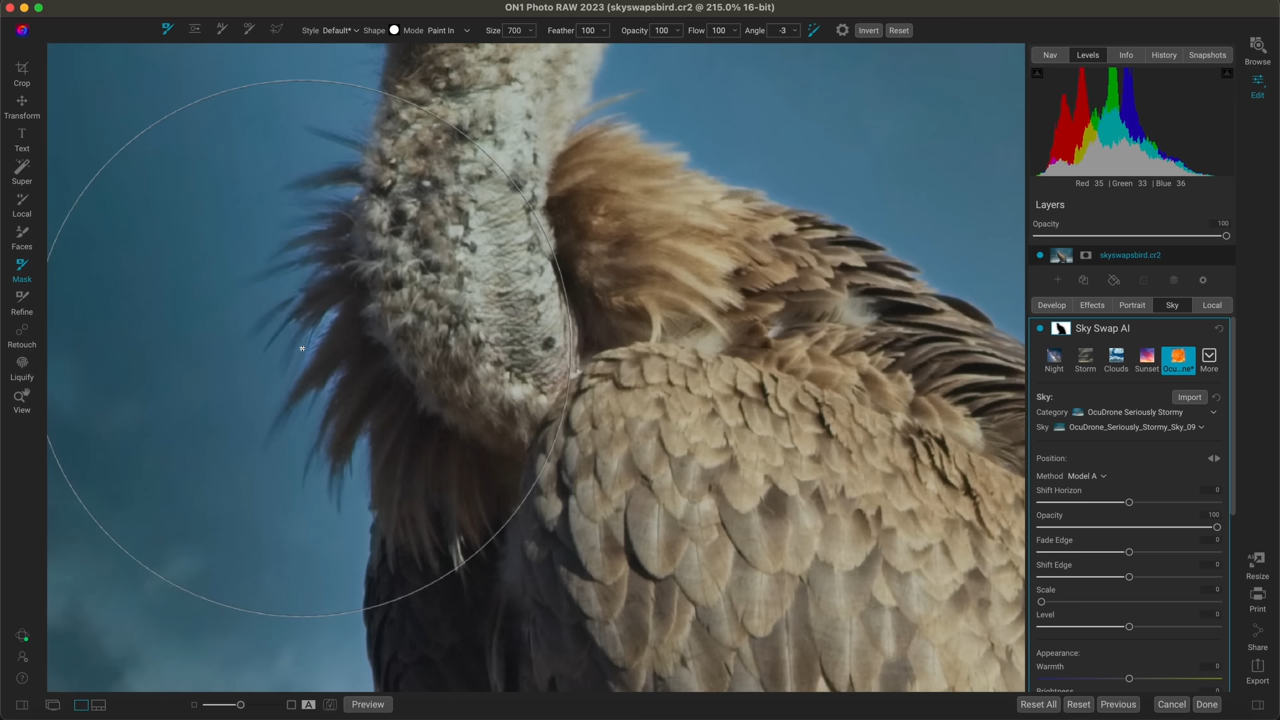 ON1 Photo RAW 2023 (skyswapsbird.cr2 @ 215.0% 16-bit)
Style Default* Shape Mode Paint In Size 700 Feather 100 Opacity 100 Flow 100 Angle -3 Invert Reset
Crop
Transform
Text
Super
Local
Faces
Mask
Refine
Retouch
Liquify
View
Nav Levels Info History Snapshots
Red 35 | Green 33 | Blue 36
Layers
Opacity 100
skyswapsbird.cr2
Develop Effects Portrait Sky Local
Sky Swap AI
Night Storm Clouds Sunset Ocu...ne* More
Sky: Import
Category OcuDrone Seriously Stormy
Sky OcuDrone_Seriously_Stormy_Sky_09
Position:
Method Model A
Shift Horizon 0
Opacity 100
Fade Edge 0
Shift Edge 0
Scale 0
Level 0
Appearance:
Warmth 0
Brightness
Browse
Edit
Resize
Print
Share
Export
A Preview
Reset All Reset Previous Cancel Done